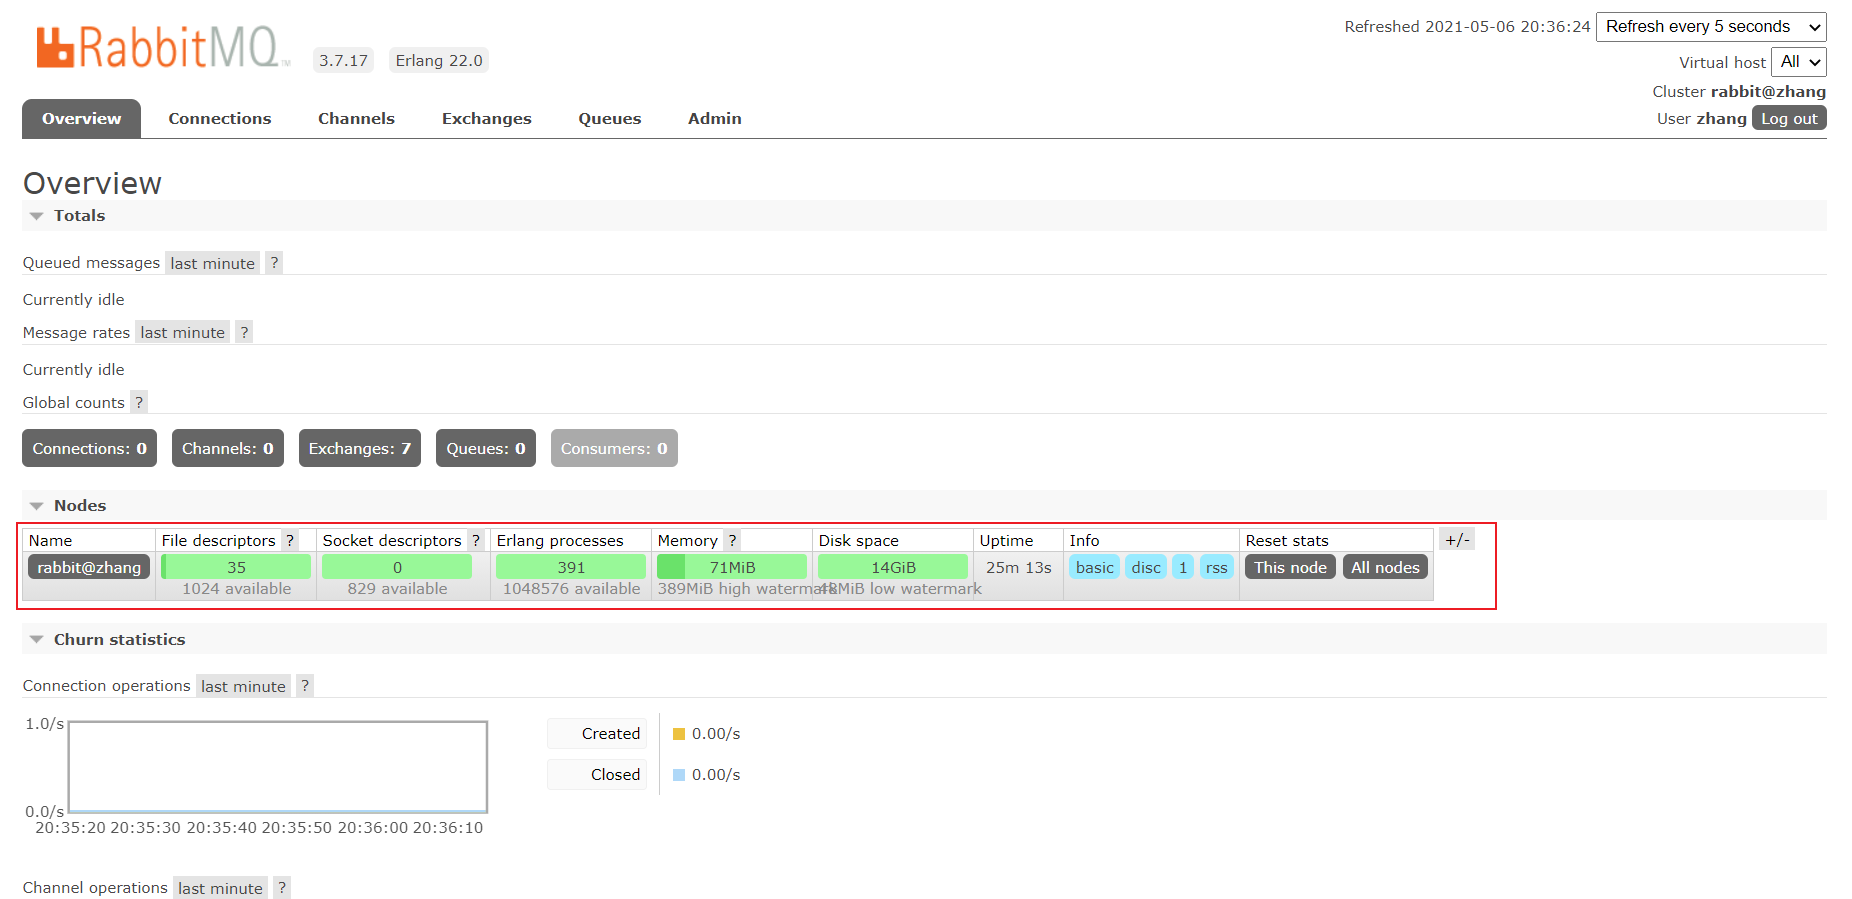 RabbitMQ TM 3.7.17 Erlang 22.0
Refreshed 2021-05-06 20:36:24 Refresh every 5 seconds
Virtual host All
Cluster rabbit@zhang
User zhang Log out
Overview Connections Channels Exchanges Queues Admin
Overview
Totals
Queued messages last minute ?
Currently idle
Message rates last minute ?
Currently idle
Global counts ?
Connections: 0 Channels: 0 Exchanges: 7 Queues: 0 Consumers: 0
Nodes
Name File descriptors ? Socket descriptors ? Erlang processes Memory ? Disk space Uptime Info Reset stats +/-
rabbit@zhang 35 0 391 71MiB 14GiB 25m 13s basic disc 1 rss This node All nodes
1024 available 829 available 1048576 available 389MiB high watermark 48MiB low watermark
Churn statistics
Connection operations last minute ?
1.0/s
Created 0.00/s
Closed 0.00/s
0.0/s
20:35:20 20:35:30 20:35:40 20:35:50 20:36:00 20:36:10
Channel operations last minute ?